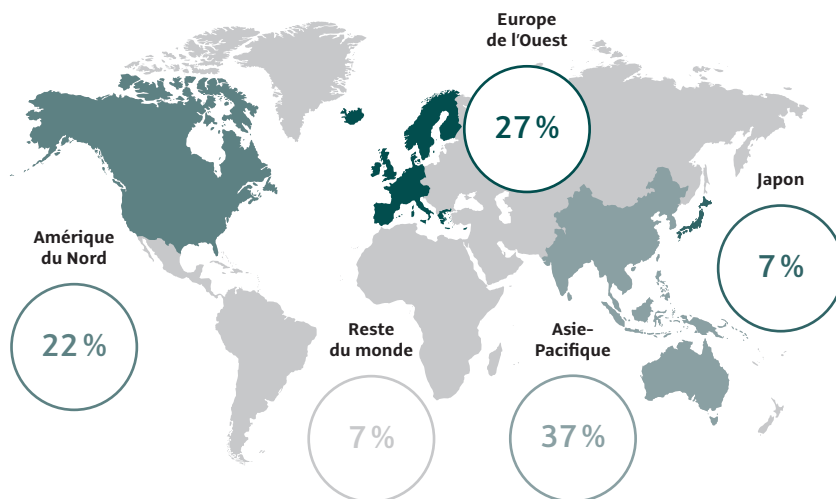 Europe
de l'Ouest
27 %
Japon
7 %
Amérique
du Nord
22 %
Reste
du monde
7 %
Asie-
Pacifique
37 %